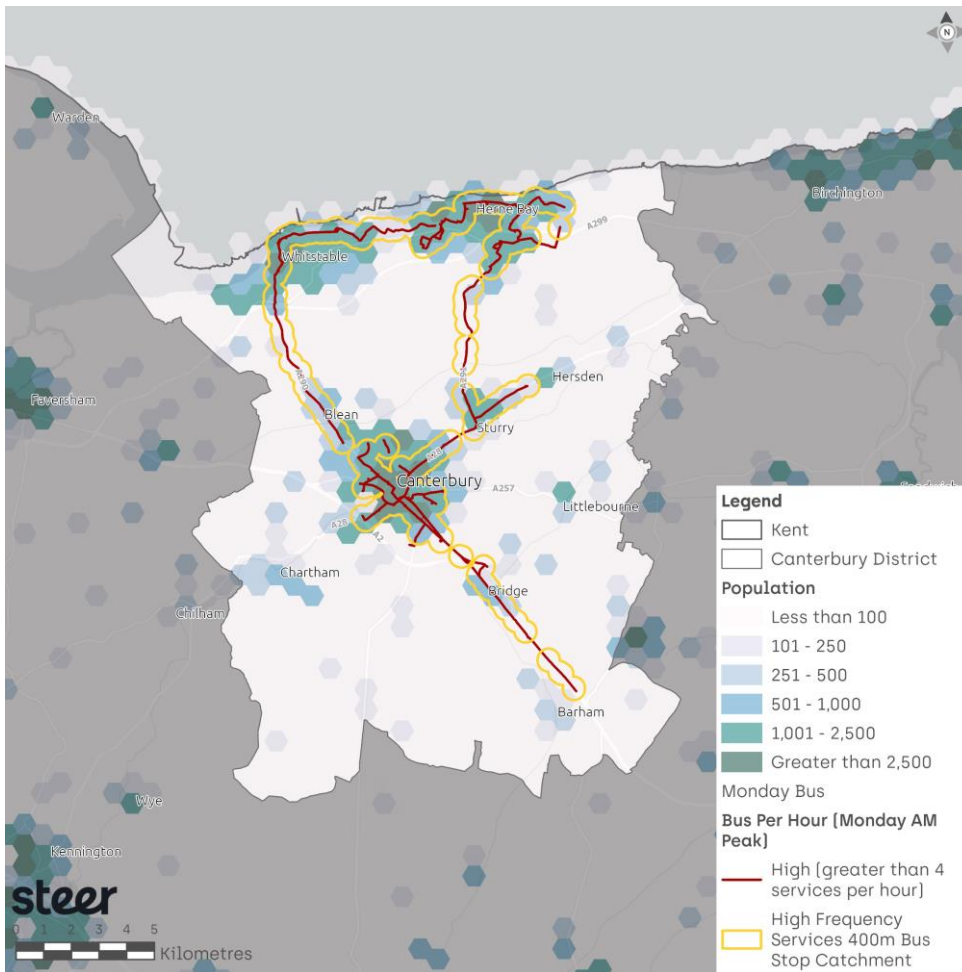 N
Warden
Birchington
Herne Bay
A299
Whitstable
A290
A291
Hersden
Faversham
Blean
Sturry
A28
Canterbury
A257
Littlebourne
A28
A2
Chartham
Bridge
Chilham
Barham
Wye
Kennington
steer
0 1 2 3 4 5
Kilometres
Legend
Kent
Canterbury District
Population
Less than 100
101 - 250
251 - 500
501 - 1,000
1,001 - 2,500
Greater than 2,500
Monday Bus
Bus Per Hour (Monday AM
Peak)
High (greater than 4
services per hour)
High Frequency
Services 400m Bus
Stop Catchment